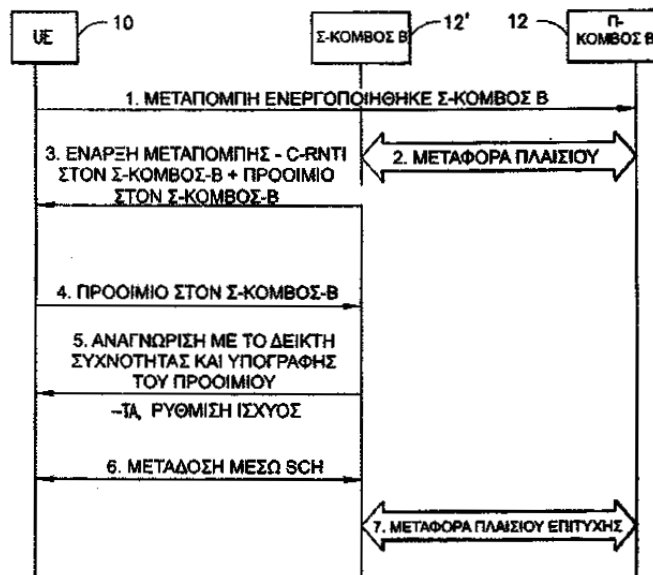 UE
10
Σ-ΚΟΜΒΟΣ Β
12'
12
Π-
ΚΟΜΒΟΣ Β
1. ΜΕΤΑΠΟΜΠΗ ΕΝΕΡΓΟΠΟΙΗΘΗΚΕ Σ-ΚΟΜΒΟΣ Β
2. ΜΕΤΑΦΟΡΑ ΠΛΑΙΣΙΟΥ
3. ΕΝΑΡΞΗ ΜΕΤΑΠΟΜΠΗΣ - C-RNTI
ΣΤΟΝ Σ-ΚΟΜΒΟΣ-Β + ΠΡΟΟΙΜΙΟ
ΣΤΟΝ Σ-ΚΟΜΒΟΣ-Β
4. ΠΡΟΟΙΜΙΟ ΣΤΟΝ Σ-ΚΟΜΒΟΣ-Β
5. ΑΝΑΓΝΩΡΙΣΗ ΜΕ ΤΟ ΔΕΙΚΤΗ
ΣΥΧΝΟΤΗΤΑΣ ΚΑΙ ΥΠΟΓΡΑΦΗΣ
ΤΟΥ ΠΡΟΟΙΜΙΟΥ
–TA, ΡΥΘΜΙΣΗ ΙΣΧΥΟΣ
6. ΜΕΤΑΔΟΣΗ ΜΕΣΩ SCH
7. ΜΕΤΑΦΟΡΑ ΠΛΑΙΣΙΟΥ ΕΠΙΤΥΧΗΣ